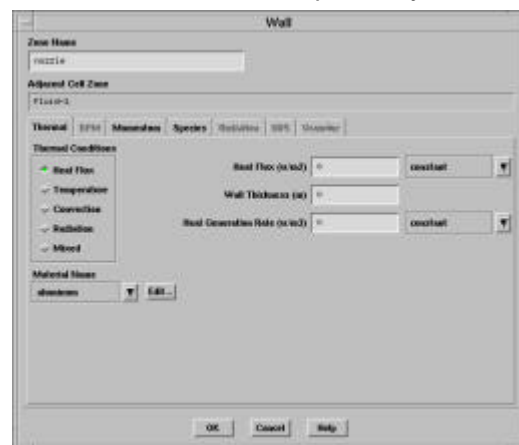 Wall
Zone Name
nozzle
Adjacent Cell Zone
fluid-1
Thermal DPM Momentum Species Radiation UDS
Thermal Conditions
Heat Flux
Temperature
Convection
Radiation
Mixed
Heat Flux (w/m2) 0 constant
Wall Thickness (m) 0
Heat Generation Rate (w/m3) 0 constant
Material Name
aluminum Edit...
OK Cancel Help